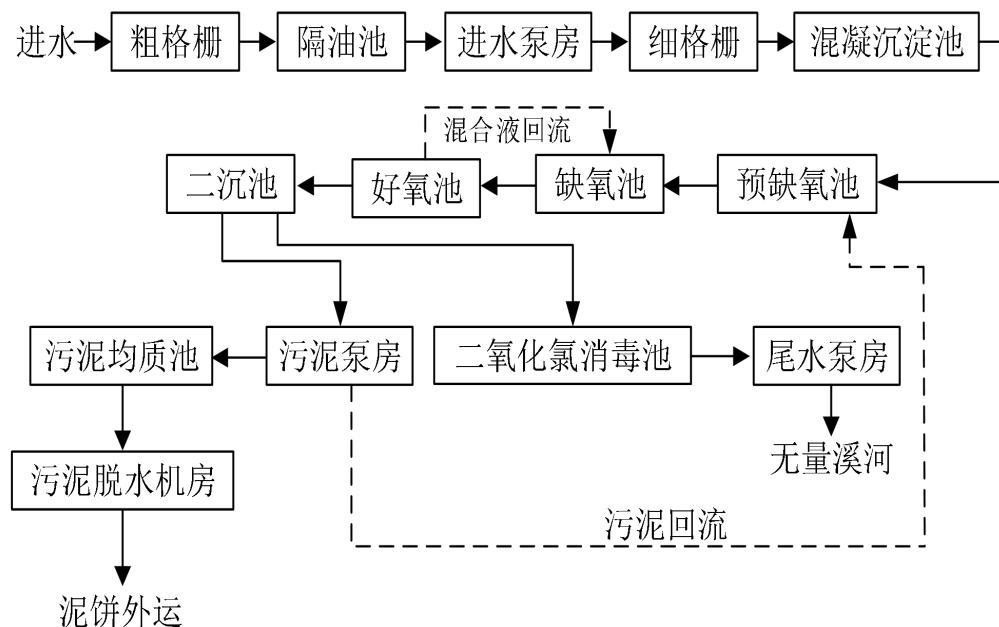 进水 粗格栅 隔油池 进水泵房 细格栅 混凝沉淀池
混合液回流
二沉池 好氧池 缺氧池 预缺氧池
污泥均质池 污泥泵房 二氧化氯消毒池 尾水泵房
无量溪河
污泥脱水机房
污泥回流
泥饼外运